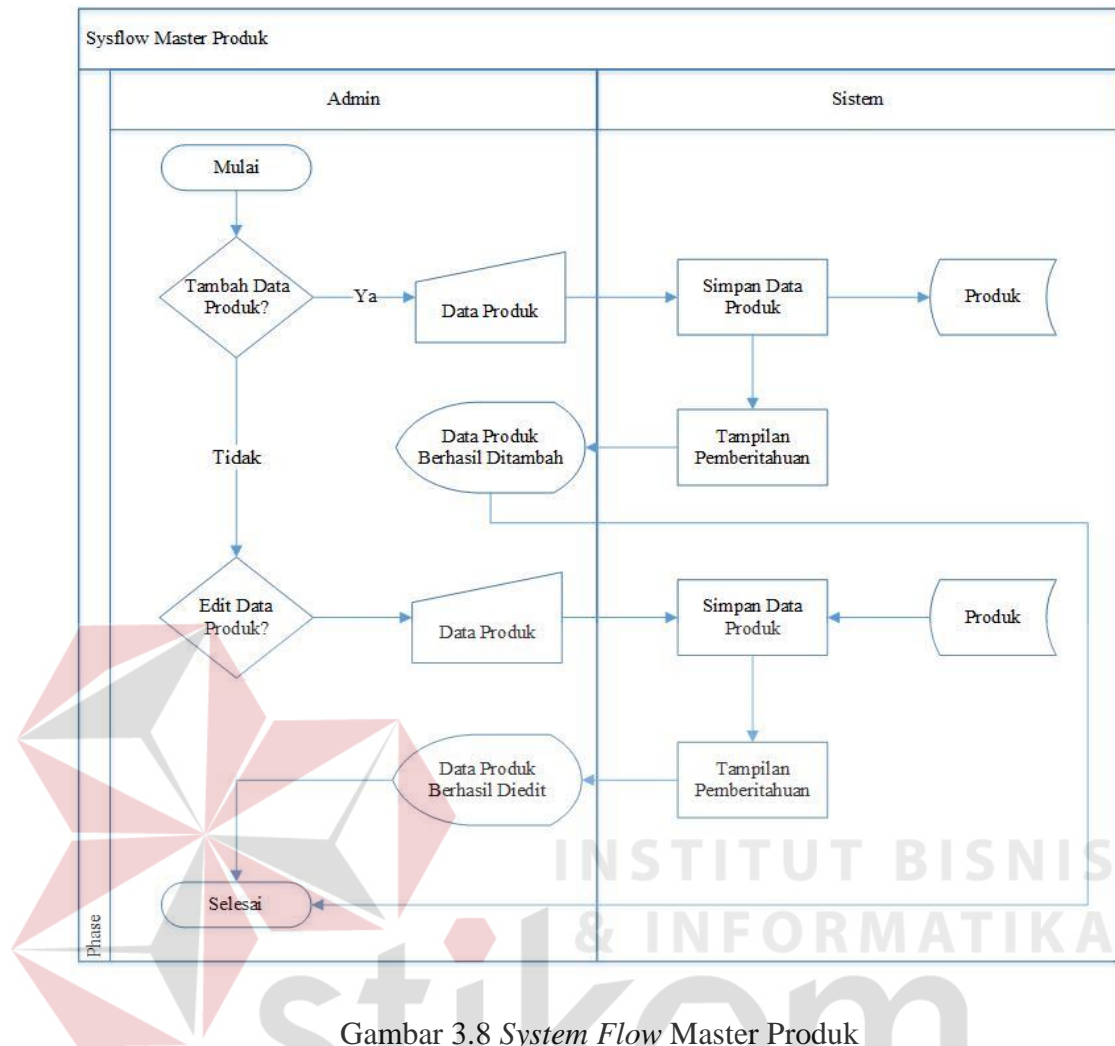 Sysflow Master Produk
Admin
Sistem
Mulai
Tambah Data
Produk?
Ya
Data Produk
Simpan Data
Produk
Produk
Tidak
Data Produk
Berhasil Ditambah
Tampilan
Pemberitahuan
Edit Data
Produk?
Data Produk
Simpan Data
Produk
Produk
Data Produk
Berhasil Diedit
Tampilan
Pemberitahuan
Selesai
Phase
INSTITUT BISNIS
& INFORMATIKA
stikom
Gambar 3.8 System Flow Master Produk